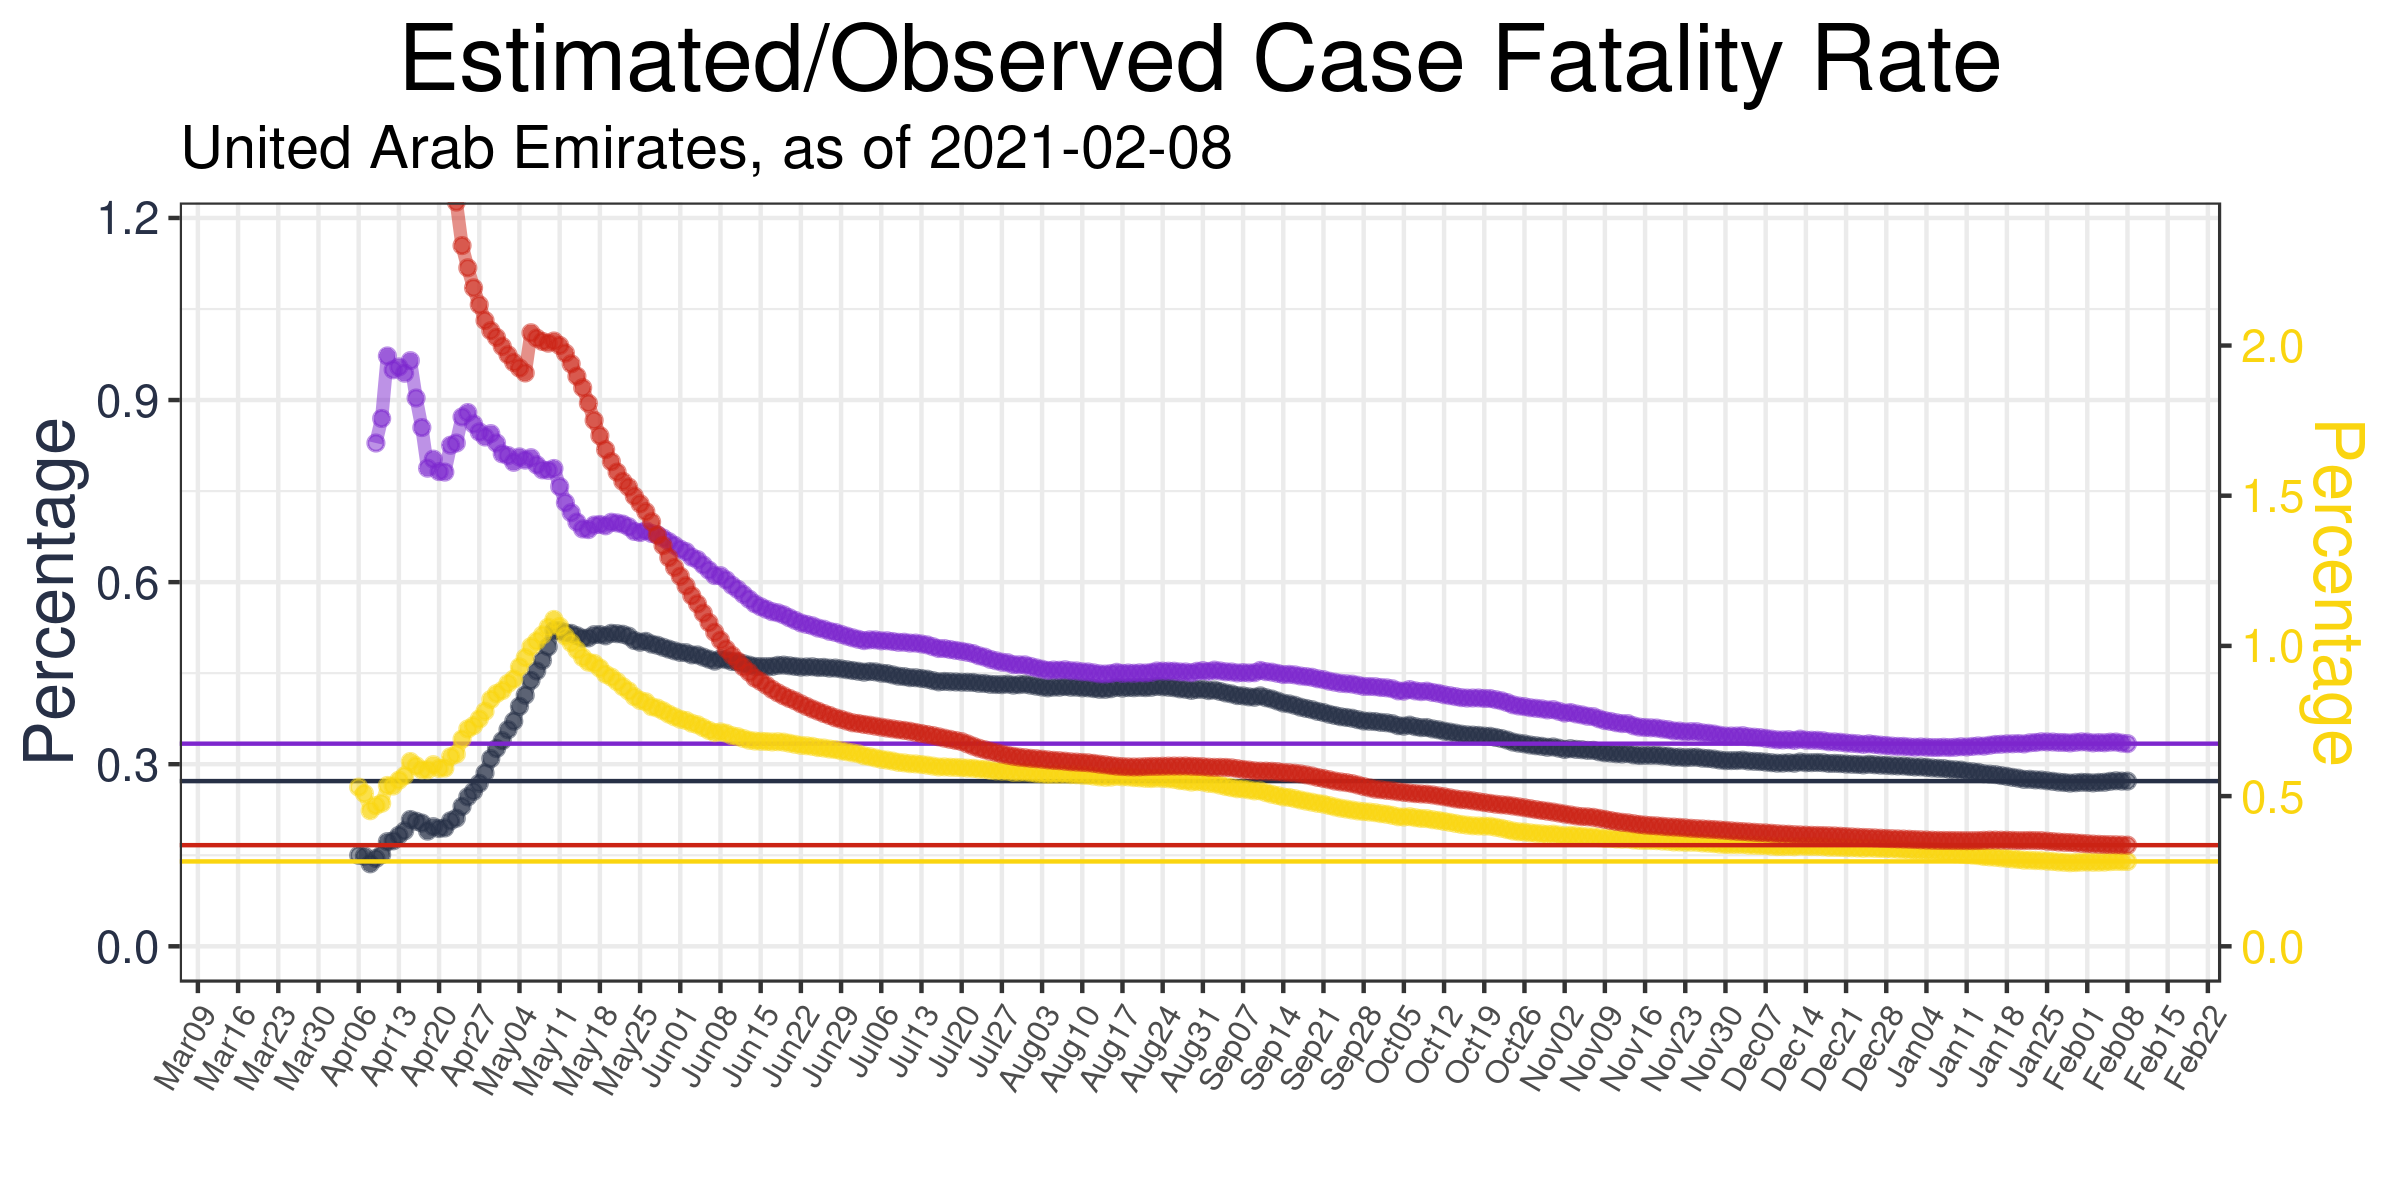 Estimated/Observed Case Fatality Rate
United Arab Emirates, as of 2021-02-08
Percentage
1.2
0.9
0.6
0.3
0.0
2.0
1.5
1.0
0.5
0.0
Percentage
Mar09 Mar16 Mar23 Mar30 Apr06 Apr13 Apr20 Apr27 May04 May11 May18 May25 Jun01 Jun08 Jun15 Jun22 Jun29 Jul06 Jul13 Jul20 Jul27 Aug03 Aug10 Aug17 Aug24 Aug31 Sep07 Sep14 Sep21 Sep28 Oct05 Oct12 Oct19 Oct26 Nov02 Nov09 Nov16 Nov23 Nov30 Dec07 Dec14 Dec21 Dec28 Jan04 Jan11 Jan18 Jan25 Feb01 Feb08 Feb15 Feb22